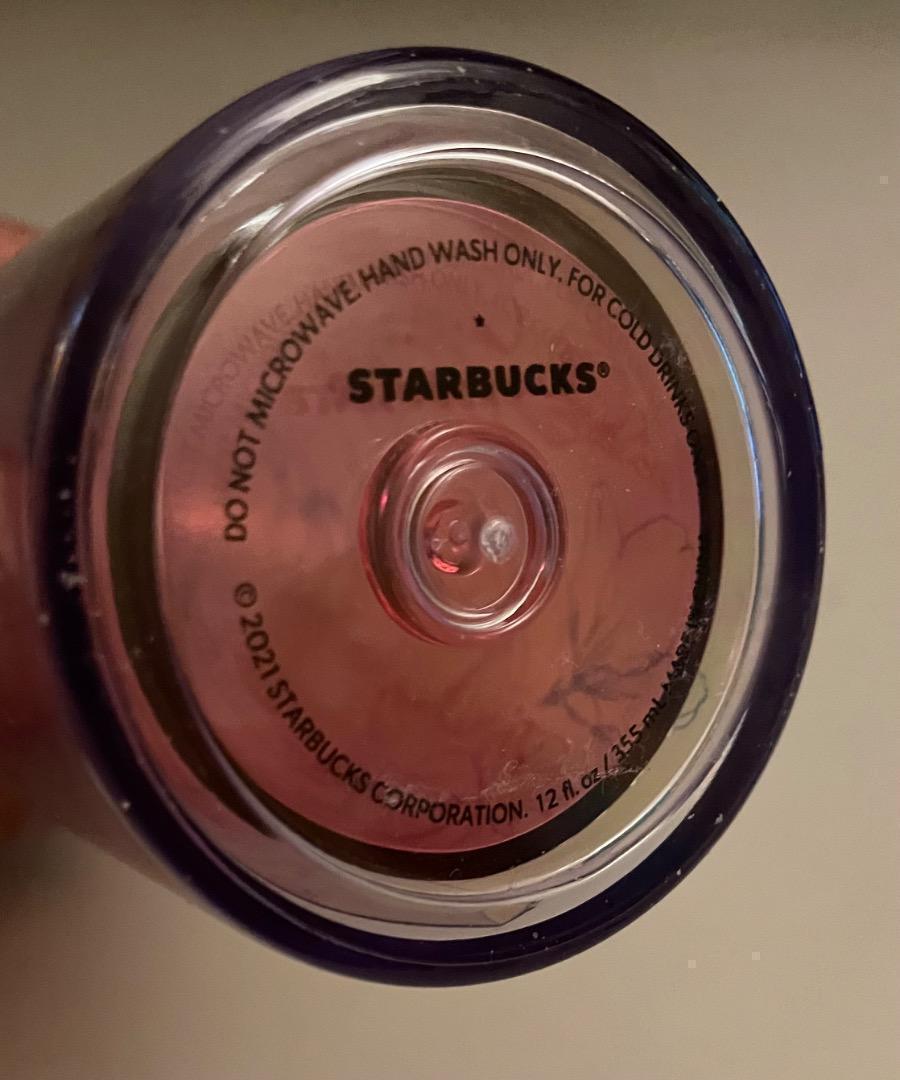 DO NOT MICROWAVE. HAND WASH ONLY. FOR COLD DRINKS
STARBUCKS®
© 2021 STARBUCKS CORPORATION. 12 fl. oz / 355 mL